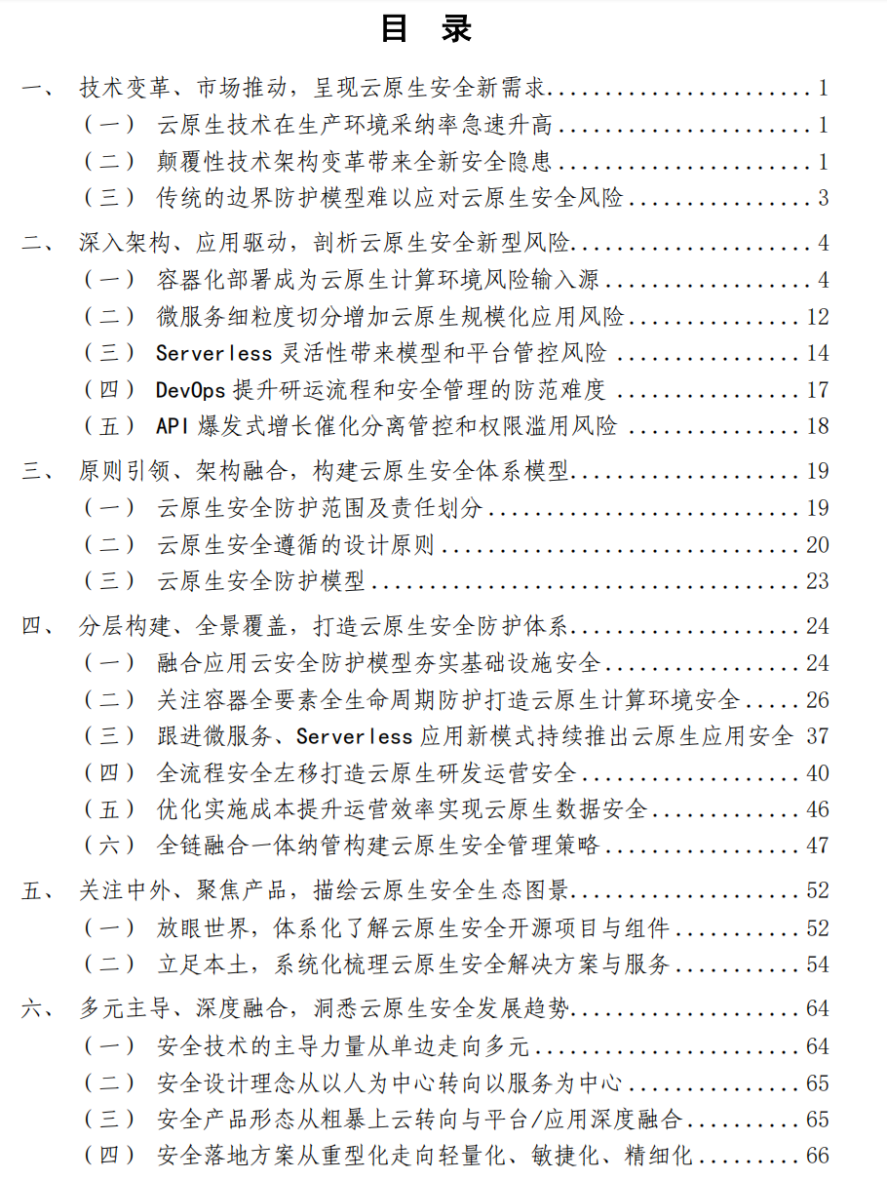 目 录
一、 技术变革、市场推动，呈现云原生安全新需求........................ 1
（一） 云原生技术在生产环境采纳率急速升高...................... 1
（二） 颠覆性技术架构变革带来全新安全隐患...................... 1
（三） 传统的边界防护模型难以应对云原生安全风险................ 3
二、 深入架构、应用驱动，剖析云原生安全新型风险..................... 4
（一） 容器化部署成为云原生计算环境风险输入源.................. 4
（二） 微服务细粒度切分增加云原生规模化应用风险............... 12
（三） Serverless 灵活性带来模型和平台管控风险 ................ 14
（四） DevOps 提升研运流程和安全管理的防范难度 ................ 17
（五） API 爆发式增长催化分离管控和权限滥用风险 ............... 18
三、 原则引领、架构融合，构建云原生安全体系模型.................... 19
（一） 云原生安全防护范围及责任划分........................... 19
（二） 云原生安全遵循的设计原则............................... 20
（三） 云原生安全防护模型..................................... 23
四、 分层构建、全景覆盖，打造云原生安全防护体系.................... 24
（一） 融合应用云安全防护模型夯实基础设施安全................. 24
（二） 关注容器全要素全生命周期防护打造云原生计算环境安全..... 26
（三） 跟进微服务、Serverless 应用新模式持续推出云原生应用安全 37
（四） 全流程安全左移打造云原生研发运营安全................... 40
（五） 优化实施成本提升运营效率实现云原生数据安全............. 46
（六） 全链融合一体纳管构建云原生安全管理策略................. 47
五、 关注中外、聚焦产品，描绘云原生安全生态图景.................... 52
（一） 放眼世界，体系化了解云原生安全开源项目与组件........... 52
（二） 立足本土，系统化梳理云原生安全解决方案与服务........... 54
六、 多元主导、深度融合，洞悉云原生安全发展趋势.................... 64
（一） 安全技术的主导力量从单边走向多元....................... 64
（二） 安全设计理念从以人为中心转向以服务为中心............... 65
（三） 安全产品形态从粗暴上云转向与平台/应用深度融合.......... 65
（四） 安全落地方案从重型化走向轻量化、敏捷化、精细化......... 66